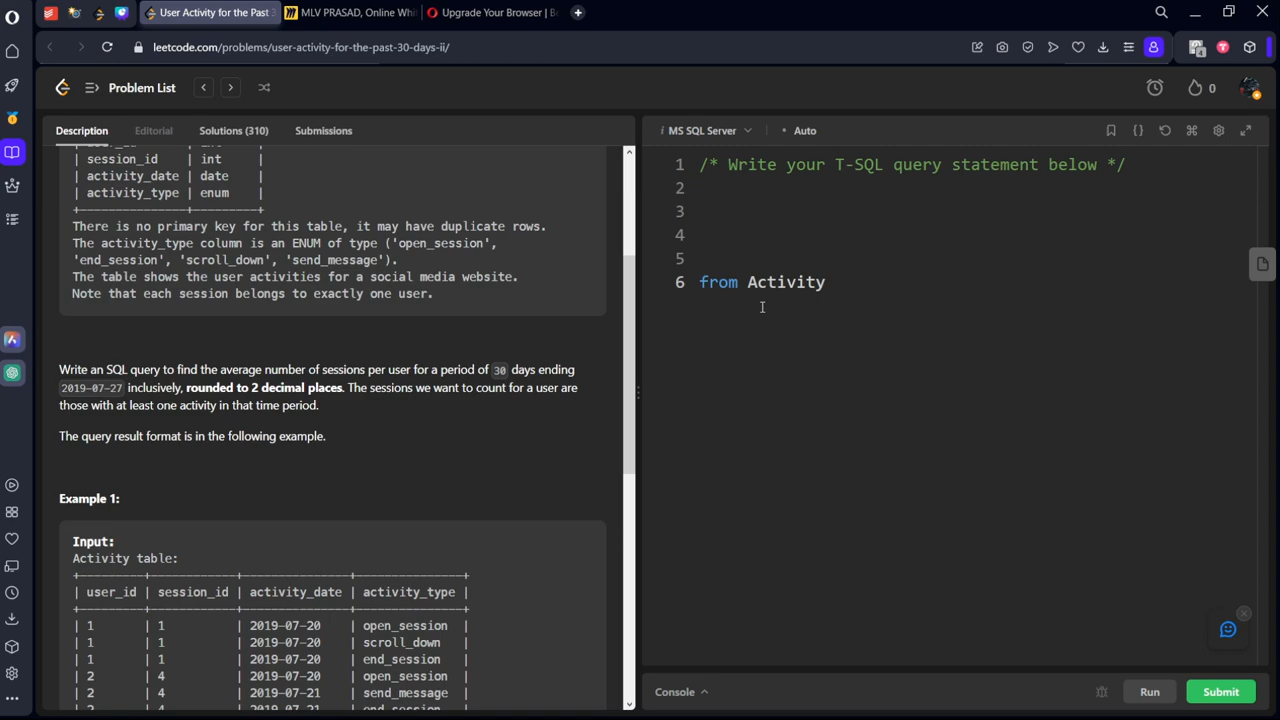 User Activity for the Past 3
MLV PRASAD, Online Whit
Upgrade Your Browser | Be
leetcode.com/problems/user-activity-for-the-past-30-days-ii/
Problem List
0
Description
Editorial
Solutions (310)
Submissions
| session_id | int |
| activity_date | date |
| activity_type | enum |
+---------------+---------+
There is no primary key for this table, it may have duplicate rows.
The activity_type column is an ENUM of type ('open_session',
'end_session', 'scroll_down', 'send_message').
The table shows the user activities for a social media website.
Note that each session belongs to exactly one user.
Write an SQL query to find the average number of sessions per user for a period of 30 days ending
2019-07-27 inclusively, rounded to 2 decimal places. The sessions we want to count for a user are
those with at least one activity in that time period.
The query result format is in the following example.
Example 1:
Input:
Activity table:
+---------+------------+---------------+---------------+
| user_id | session_id | activity_date | activity_type |
+---------+------------+---------------+---------------+
| 1 | 1 | 2019-07-20 | open_session |
| 1 | 1 | 2019-07-20 | scroll_down |
| 1 | 1 | 2019-07-20 | end_session |
| 2 | 4 | 2019-07-20 | open_session |
| 2 | 4 | 2019-07-21 | send_message |
i MS SQL Server
Auto
1 /* Write your T-SQL query statement below */
2
3
4
5
6 from Activity
Console
Run
Submit
4